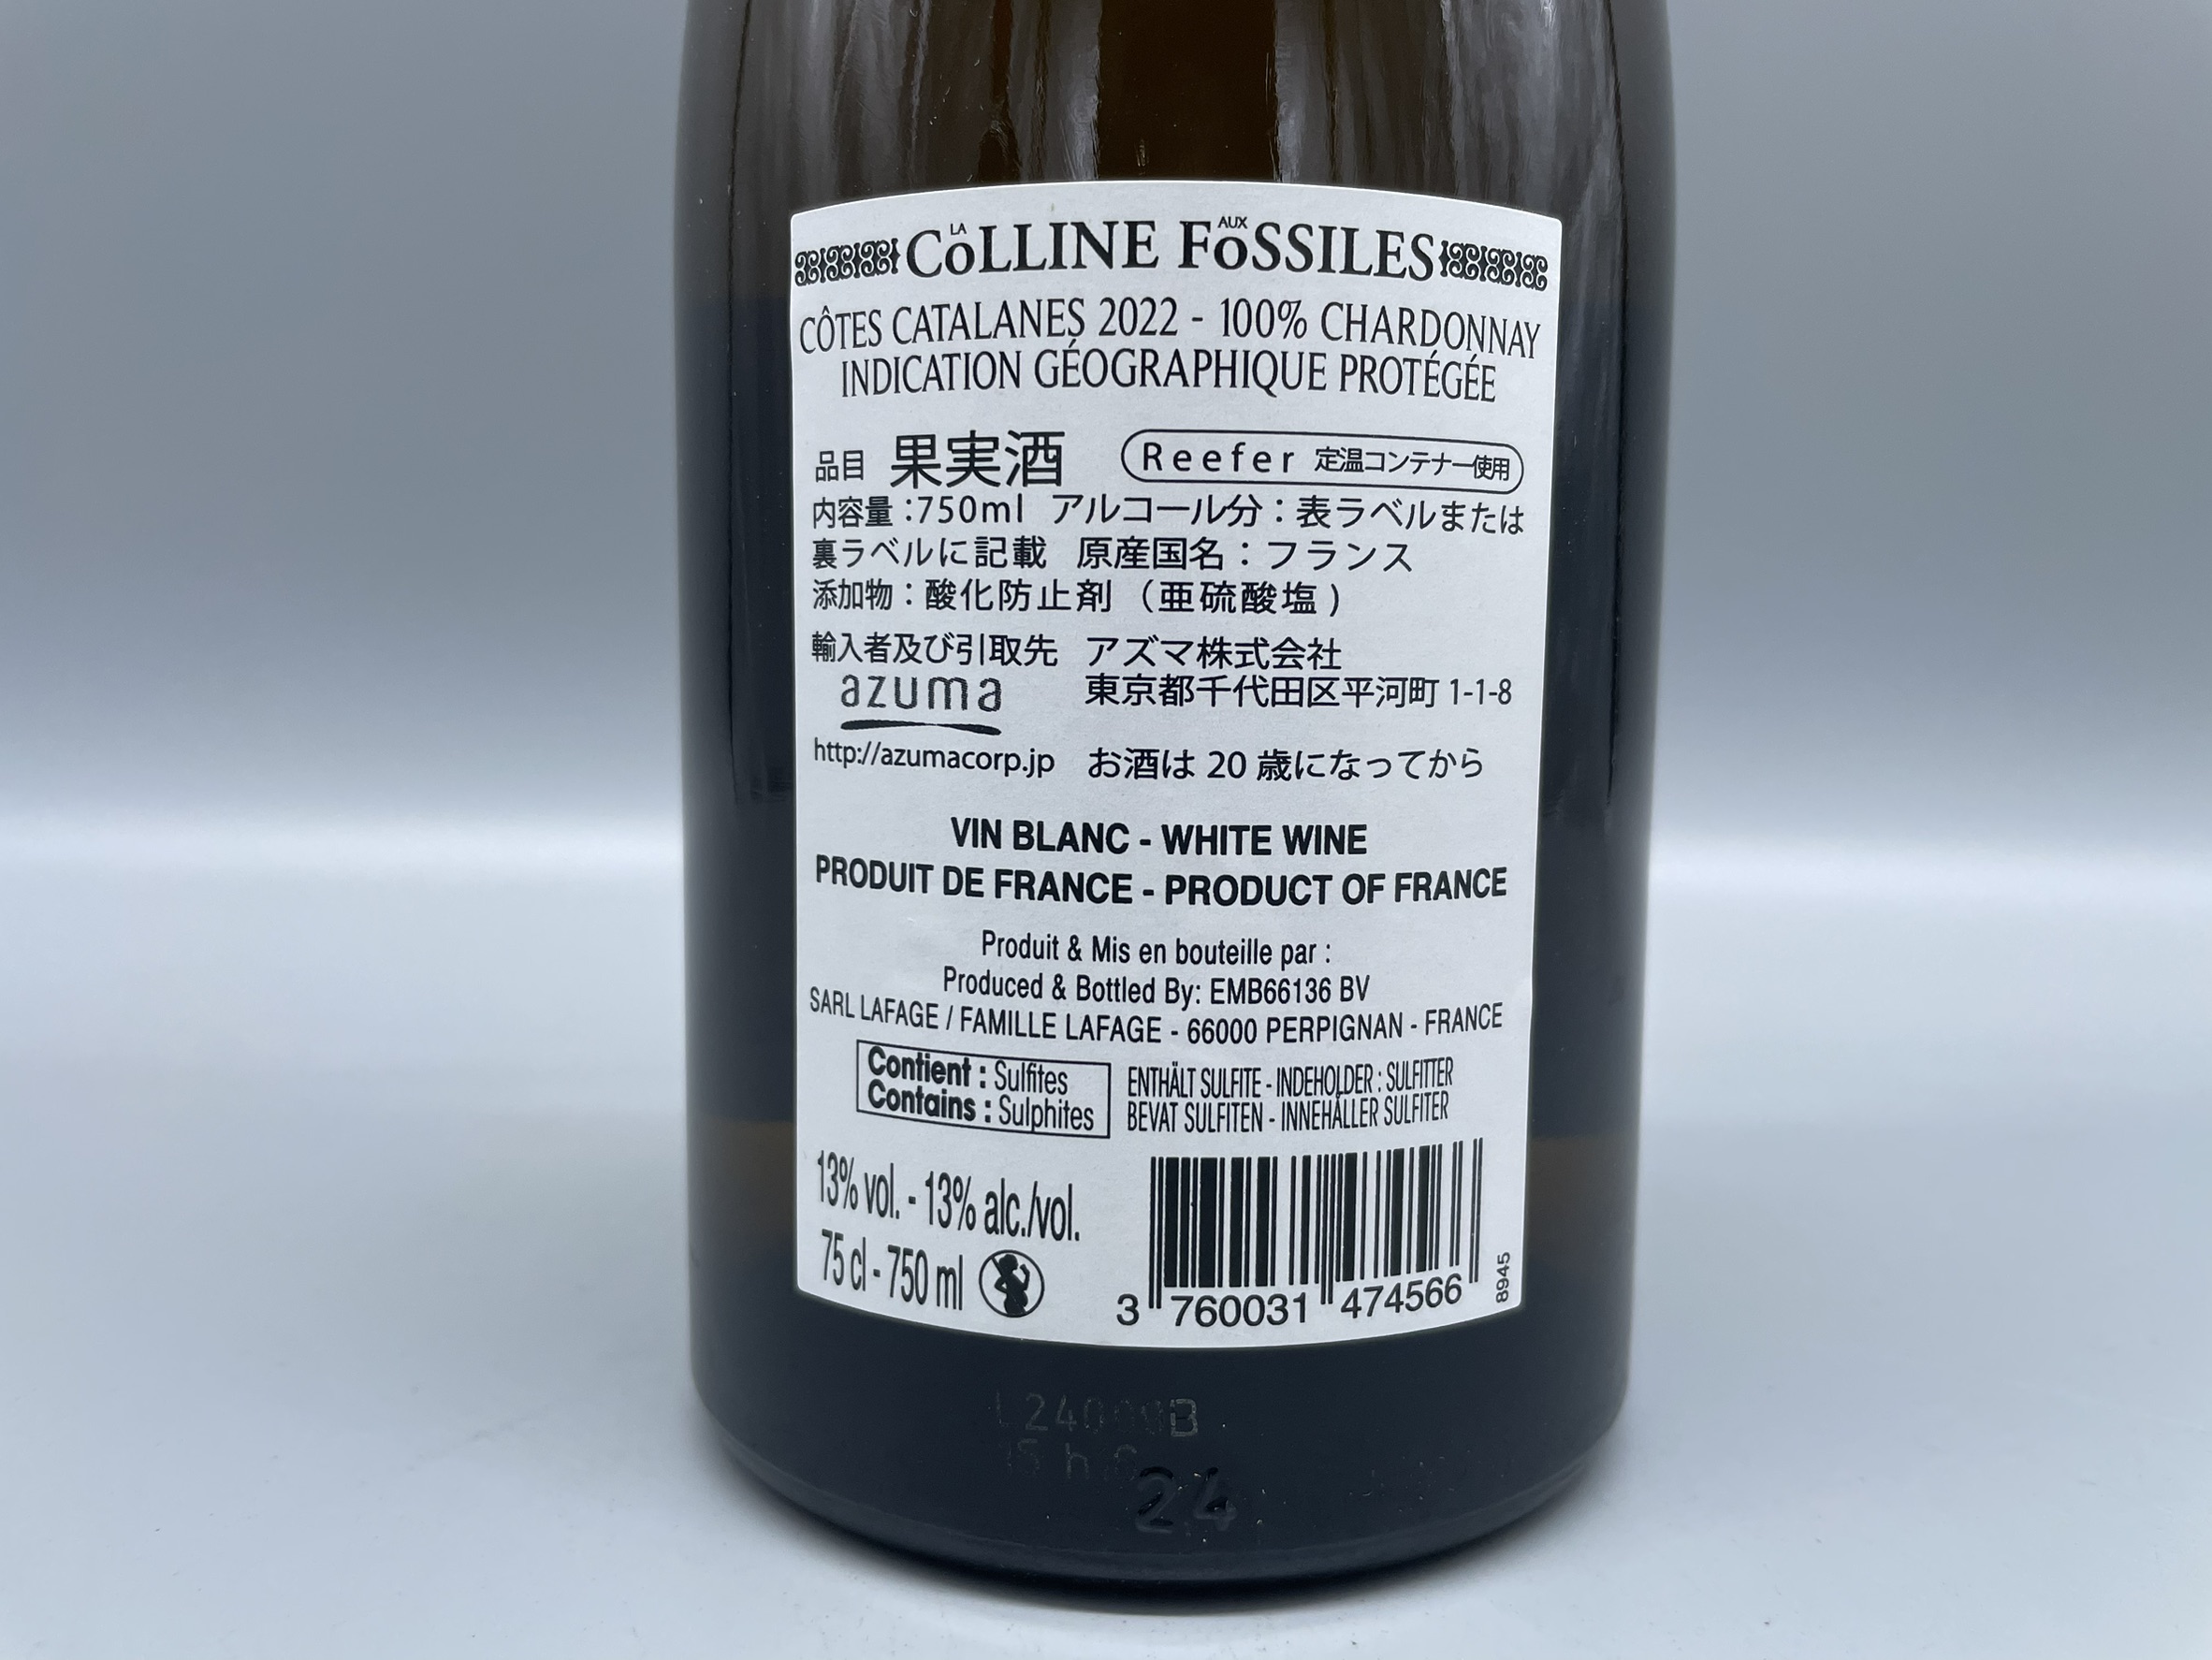 LA CoLLINE AUX FoSSILES
CÔTES CATALANES 2022 - 100% CHARDONNAY
INDICATION GÉOGRAPHIQUE PROTÉGÉE
品目 果実酒 Reefer 定温コンテナー使用
内容量:750ml アルコール分:表ラベルまたは
裏ラベルに記載 原産国名:フランス
添加物:酸化防止剤(亜硫酸塩)
輸入者及び引取先 アズマ株式会社
azuma 東京都千代田区平河町 1-1-8
http://azumacorp.jp お酒は 20 歳になってから
VIN BLANC - WHITE WINE
PRODUIT DE FRANCE - PRODUCT OF FRANCE
Produit & Mis en bouteille par :
Produced & Bottled By: EMB66136 BV
SARL LAFAGE / FAMILLE LAFAGE - 66000 PERPIGNAN - FRANCE
Contient : Sulfites
Contains : Sulphites
ENTHÄLT SULFITE - INDEHOLDER : SULFITTER
BEVAT SULFITEN - INNEHÅLLER SULFITER
13% vol. - 13% alc./vol.
75 cl - 750 ml
3 760031 474566
8945
24